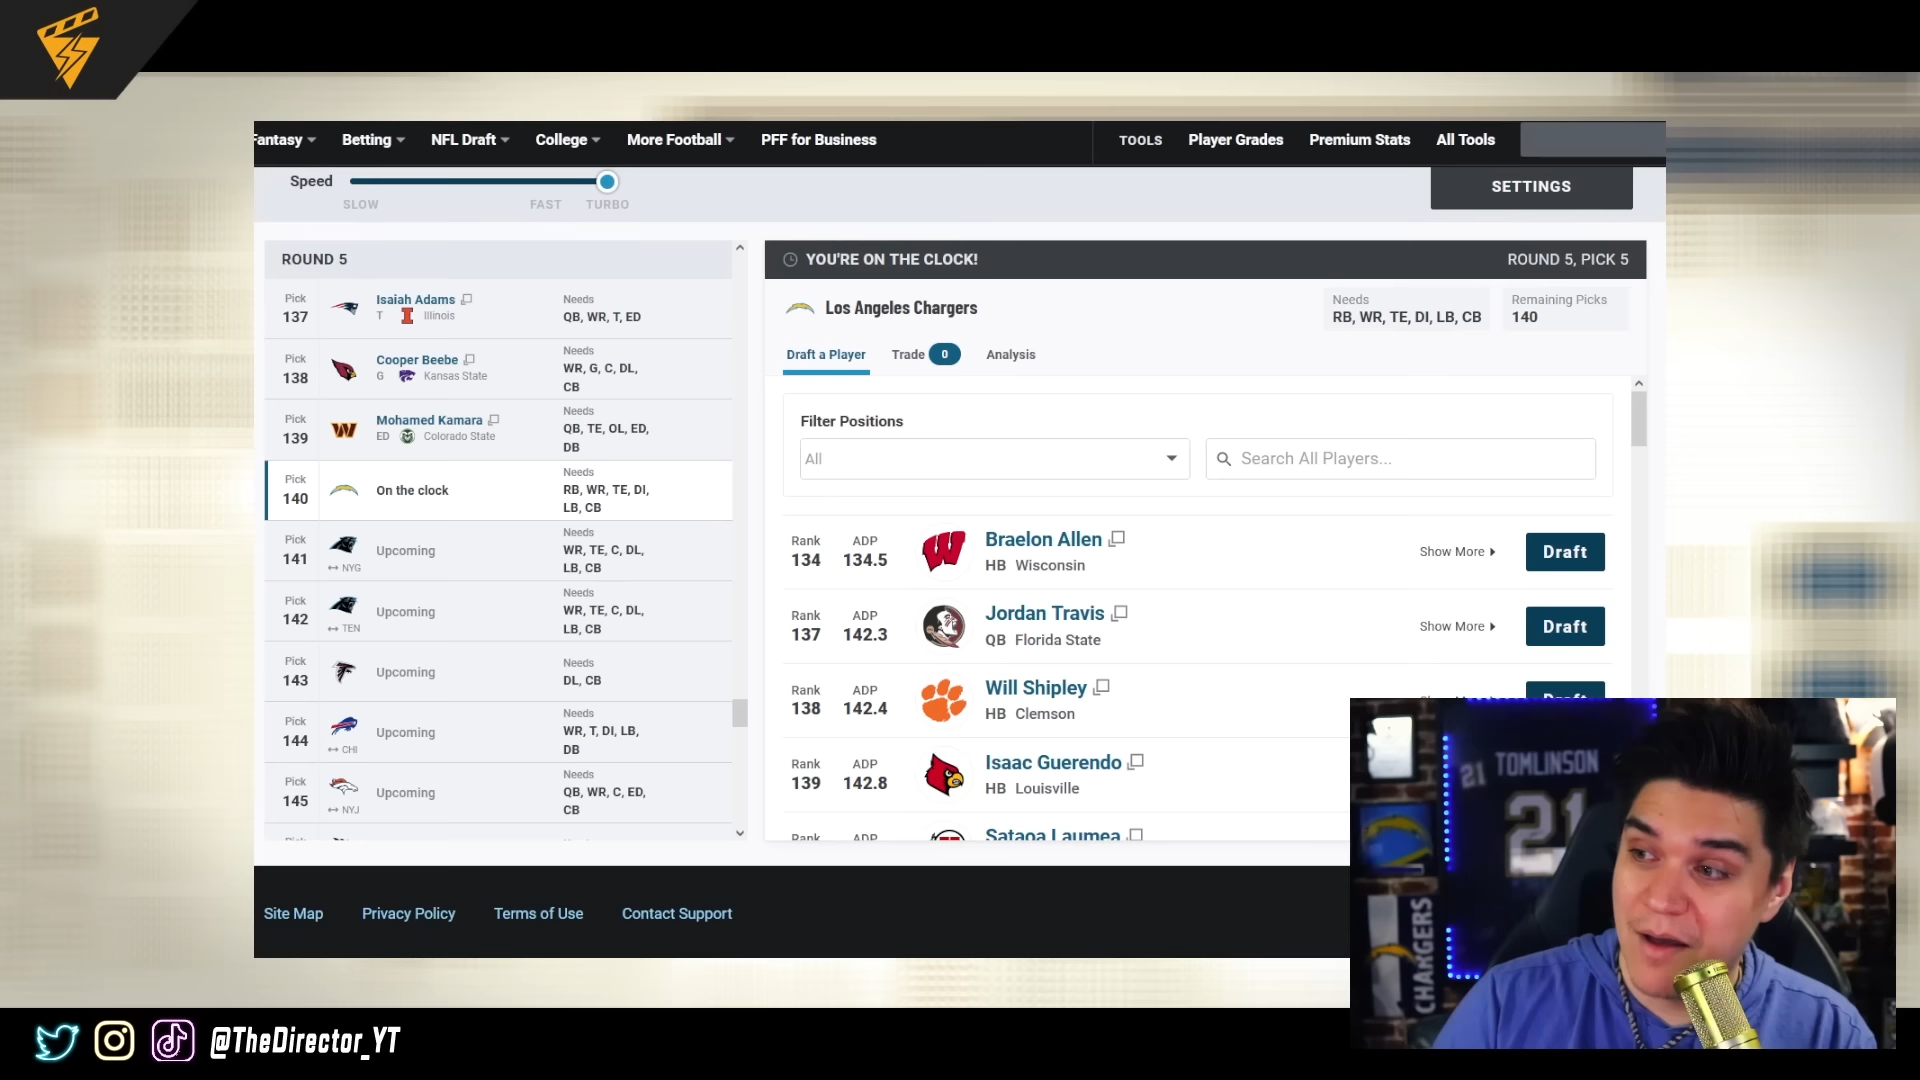 Fantasy
Betting
NFL Draft
College
More Football
PFF for Business
TOOLS
Player Grades
Premium Stats
All Tools
Speed
SLOW
FAST
TURBO
SETTINGS
ROUND 5
Pick
137
Isaiah Adams
T Illinois
Needs
QB, WR, T, ED
Pick
138
Cooper Beebe
G Kansas State
Needs
WR, G, C, DL,
CB
Pick
139
Mohamed Kamara
ED Colorado State
Needs
QB, TE, OL, ED,
DB
Pick
140
On the clock
Needs
RB, WR, TE, DI,
LB, CB
Pick
141
NYG
Upcoming
Needs
WR, TE, C, DL,
LB, CB
Pick
142
TEN
Upcoming
Needs
WR, TE, C, DL,
LB, CB
Pick
143
Upcoming
Needs
DL, CB
Pick
144
CHI
Upcoming
Needs
WR, T, DI, LB,
DB
Pick
145
NYJ
Upcoming
Needs
QB, WR, C, ED,
CB
YOU'RE ON THE CLOCK!
ROUND 5, PICK 5
Los Angeles Chargers
Needs
RB, WR, TE, DI, LB, CB
Remaining Picks
140
Draft a Player
Trade 0
Analysis
Filter Positions
All
Search All Players...
Rank
134
ADP
134.5
Braelon Allen
HB Wisconsin
Show More
Draft
Rank
137
ADP
142.3
Jordan Travis
QB Florida State
Show More
Draft
Rank
138
ADP
142.4
Will Shipley
HB Clemson
Draft
Rank
139
ADP
142.8
Isaac Guerendo
HB Louisville
Rank
ADP
Sataoa Laumea
Site Map
Privacy Policy
Terms of Use
Contact Support
21 TOMLINSON
21
CHARGERS
@TheDirector_YT